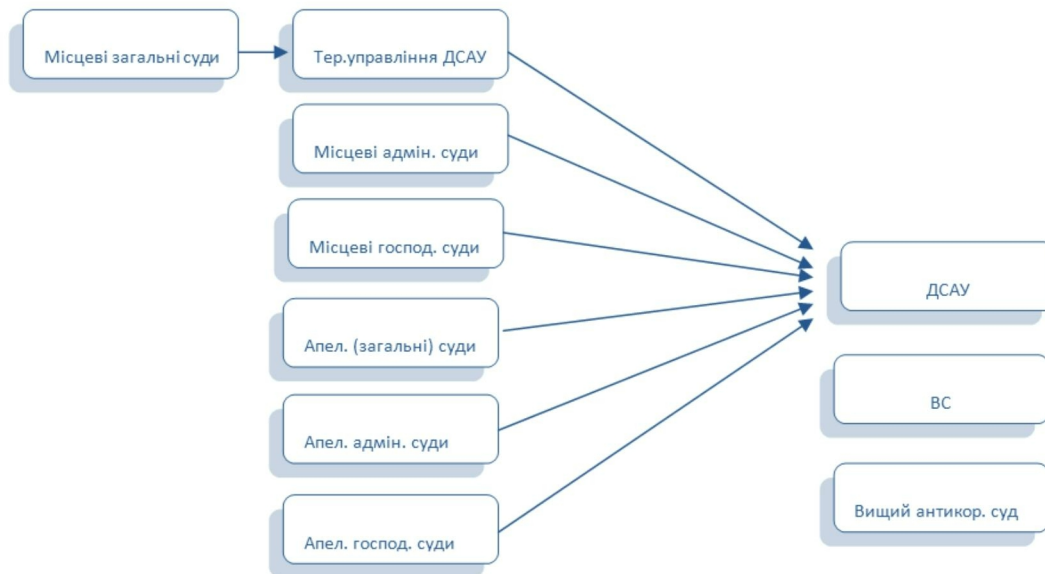 Місцеві загальні суди
Тер.управління ДСАУ
Місцеві адмін. суди
Місцеві господ. суди
Апел. (загальні) суди
Апел. адмін. суди
Апел. господ. суди
ДСАУ
ВС
Вищий антикор. суд